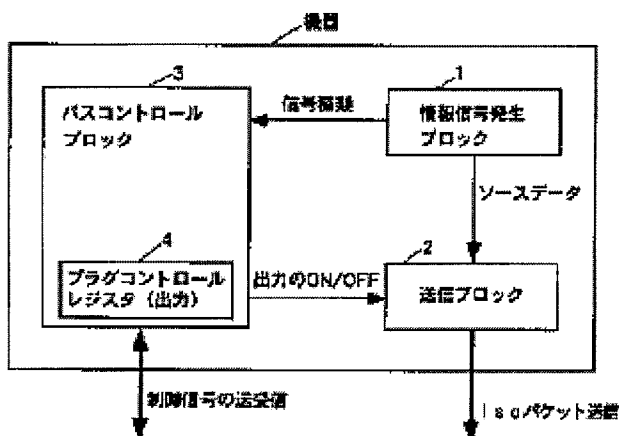 機器
3
バスコントロール
ブロック
信号種類
1
情報信号発生
ブロック
ソースデータ
4
プラグコントロール
レジスタ（出力）
出力のON/OFF
2
送信ブロック
制御信号の送受信
Isoパケット送信